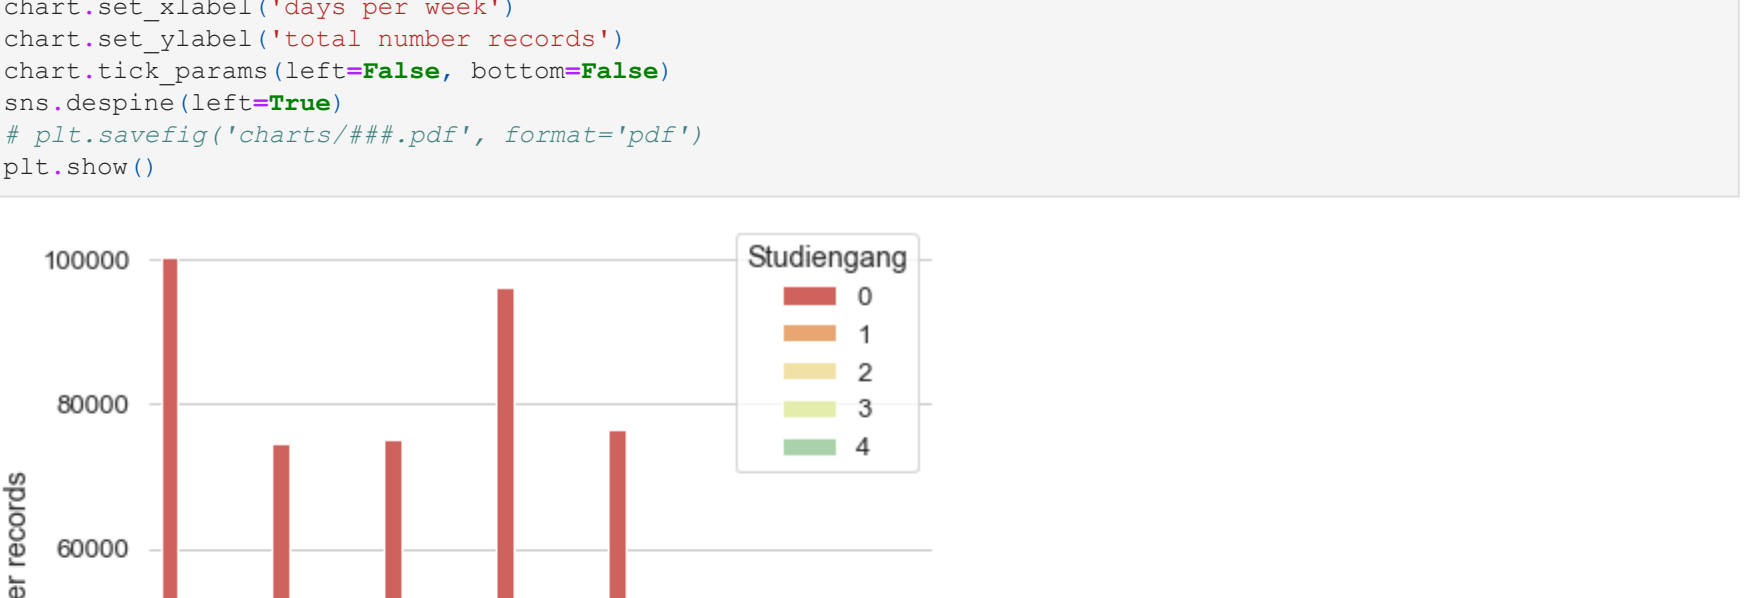 chart.set_xlabel('days per week')
chart.set_ylabel('total number records')
chart.tick_params(left=False, bottom=False)
sns.despine(left=True)
# plt.savefig('charts/###.pdf', format='pdf')
plt.show()
Studiengang
0
1
2
3
4
100000
80000
60000
er records